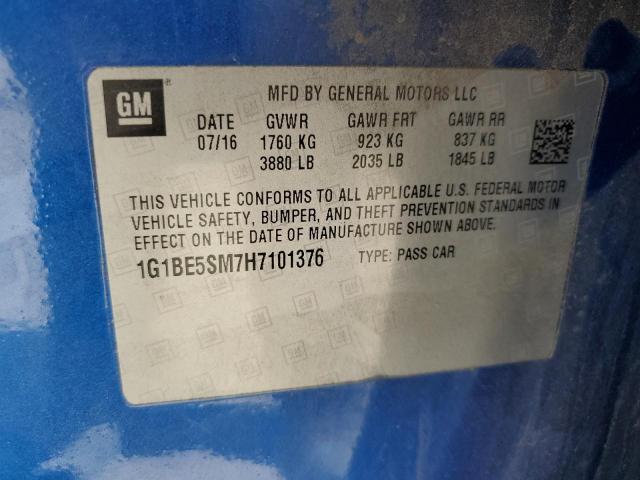 GM
MFD BY GENERAL MOTORS LLC
DATE GVWR GAWR FRT GAWR RR
07/16 1760 KG 923 KG 837 KG
3880 LB 2035 LB 1845 LB
THIS VEHICLE CONFORMS TO ALL APPLICABLE U.S. FEDERAL MOTOR
VEHICLE SAFETY, BUMPER, AND THEFT PREVENTION STANDARDS IN
EFFECT ON THE DATE OF MANUFACTURE SHOWN ABOVE.
1G1BE5SM7H7101376 TYPE: PASS CAR